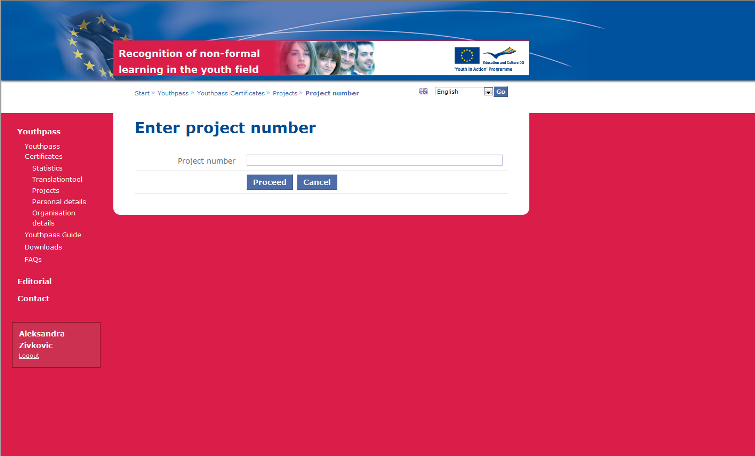 Recognition of non-formal
learning in the youth field
Education and Culture DG
'Youth in Action' Programme
Start > Youthpass > Youthpass Certificates > Projects > Project number
English
Go
Youthpass
Youthpass
Certificates
Statistics
Translationtool
Projects
Personal details
Organisation
details
Youthpass Guide
Downloads
FAQs
Editorial
Contact
Aleksandra
Zivkovic
Logout
Enter project number
Project number
Proceed
Cancel